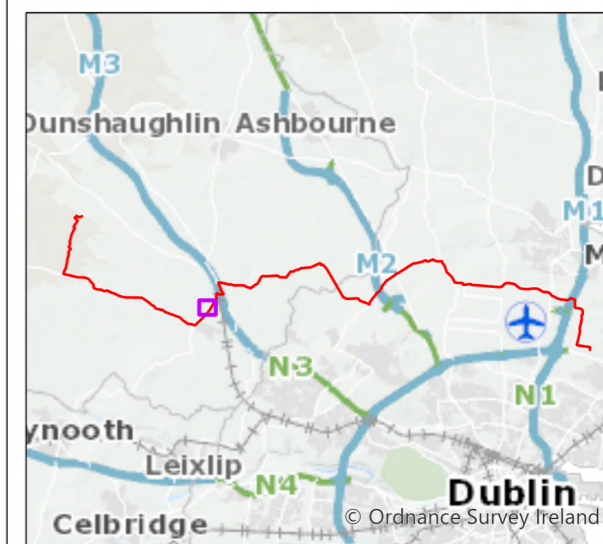 M3
Dunshaughlin Ashbourne
M1
M2
N3
N1
ynooth
Leixlip
N4
Dublin
Celbridge
© Ordnance Survey Ireland